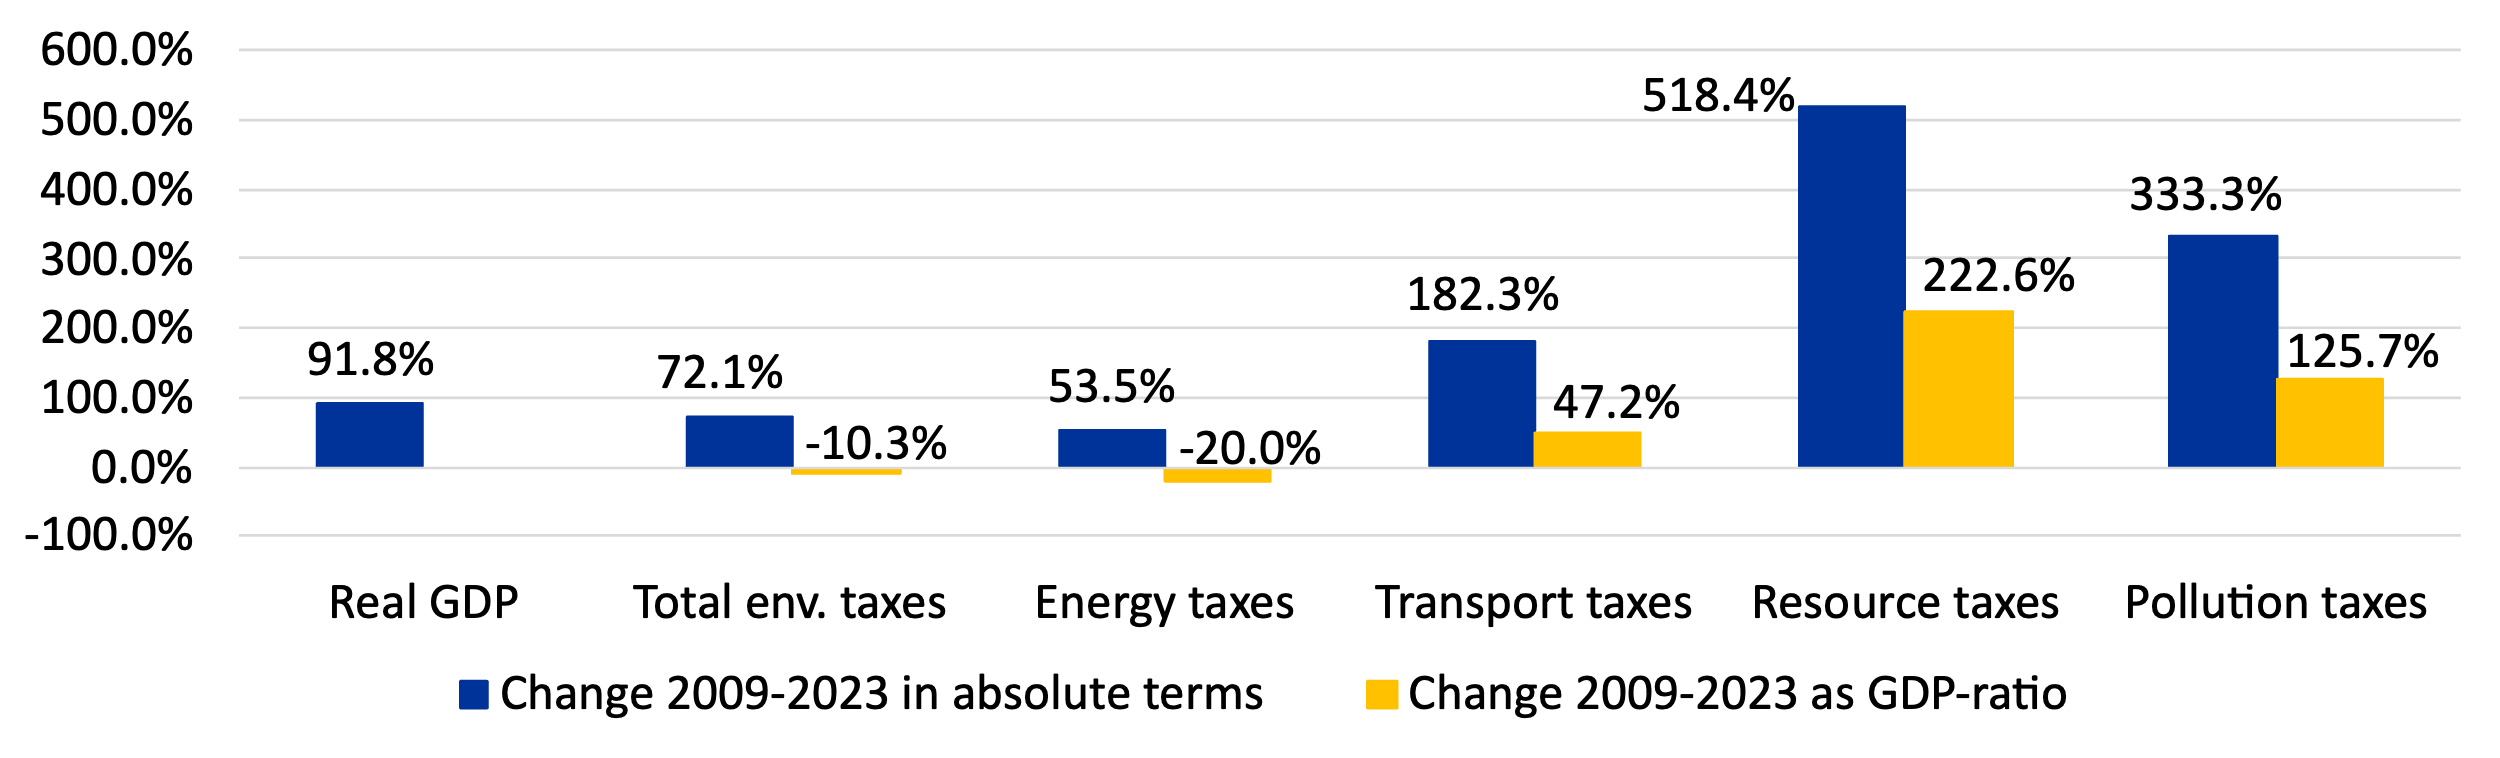 600.0%
500.0%
400.0%
300.0%
200.0%
100.0%
0.0%
-100.0%
91.8%
72.1%
-10.3%
53.5%
-20.0%
182.3%
47.2%
518.4%
222.6%
333.3%
125.7%
Real GDP
Total env. taxes
Energy taxes
Transport taxes
Resource taxes
Pollution taxes
Change 2009-2023 in absolute terms
Change 2009-2023 as GDP-ratio